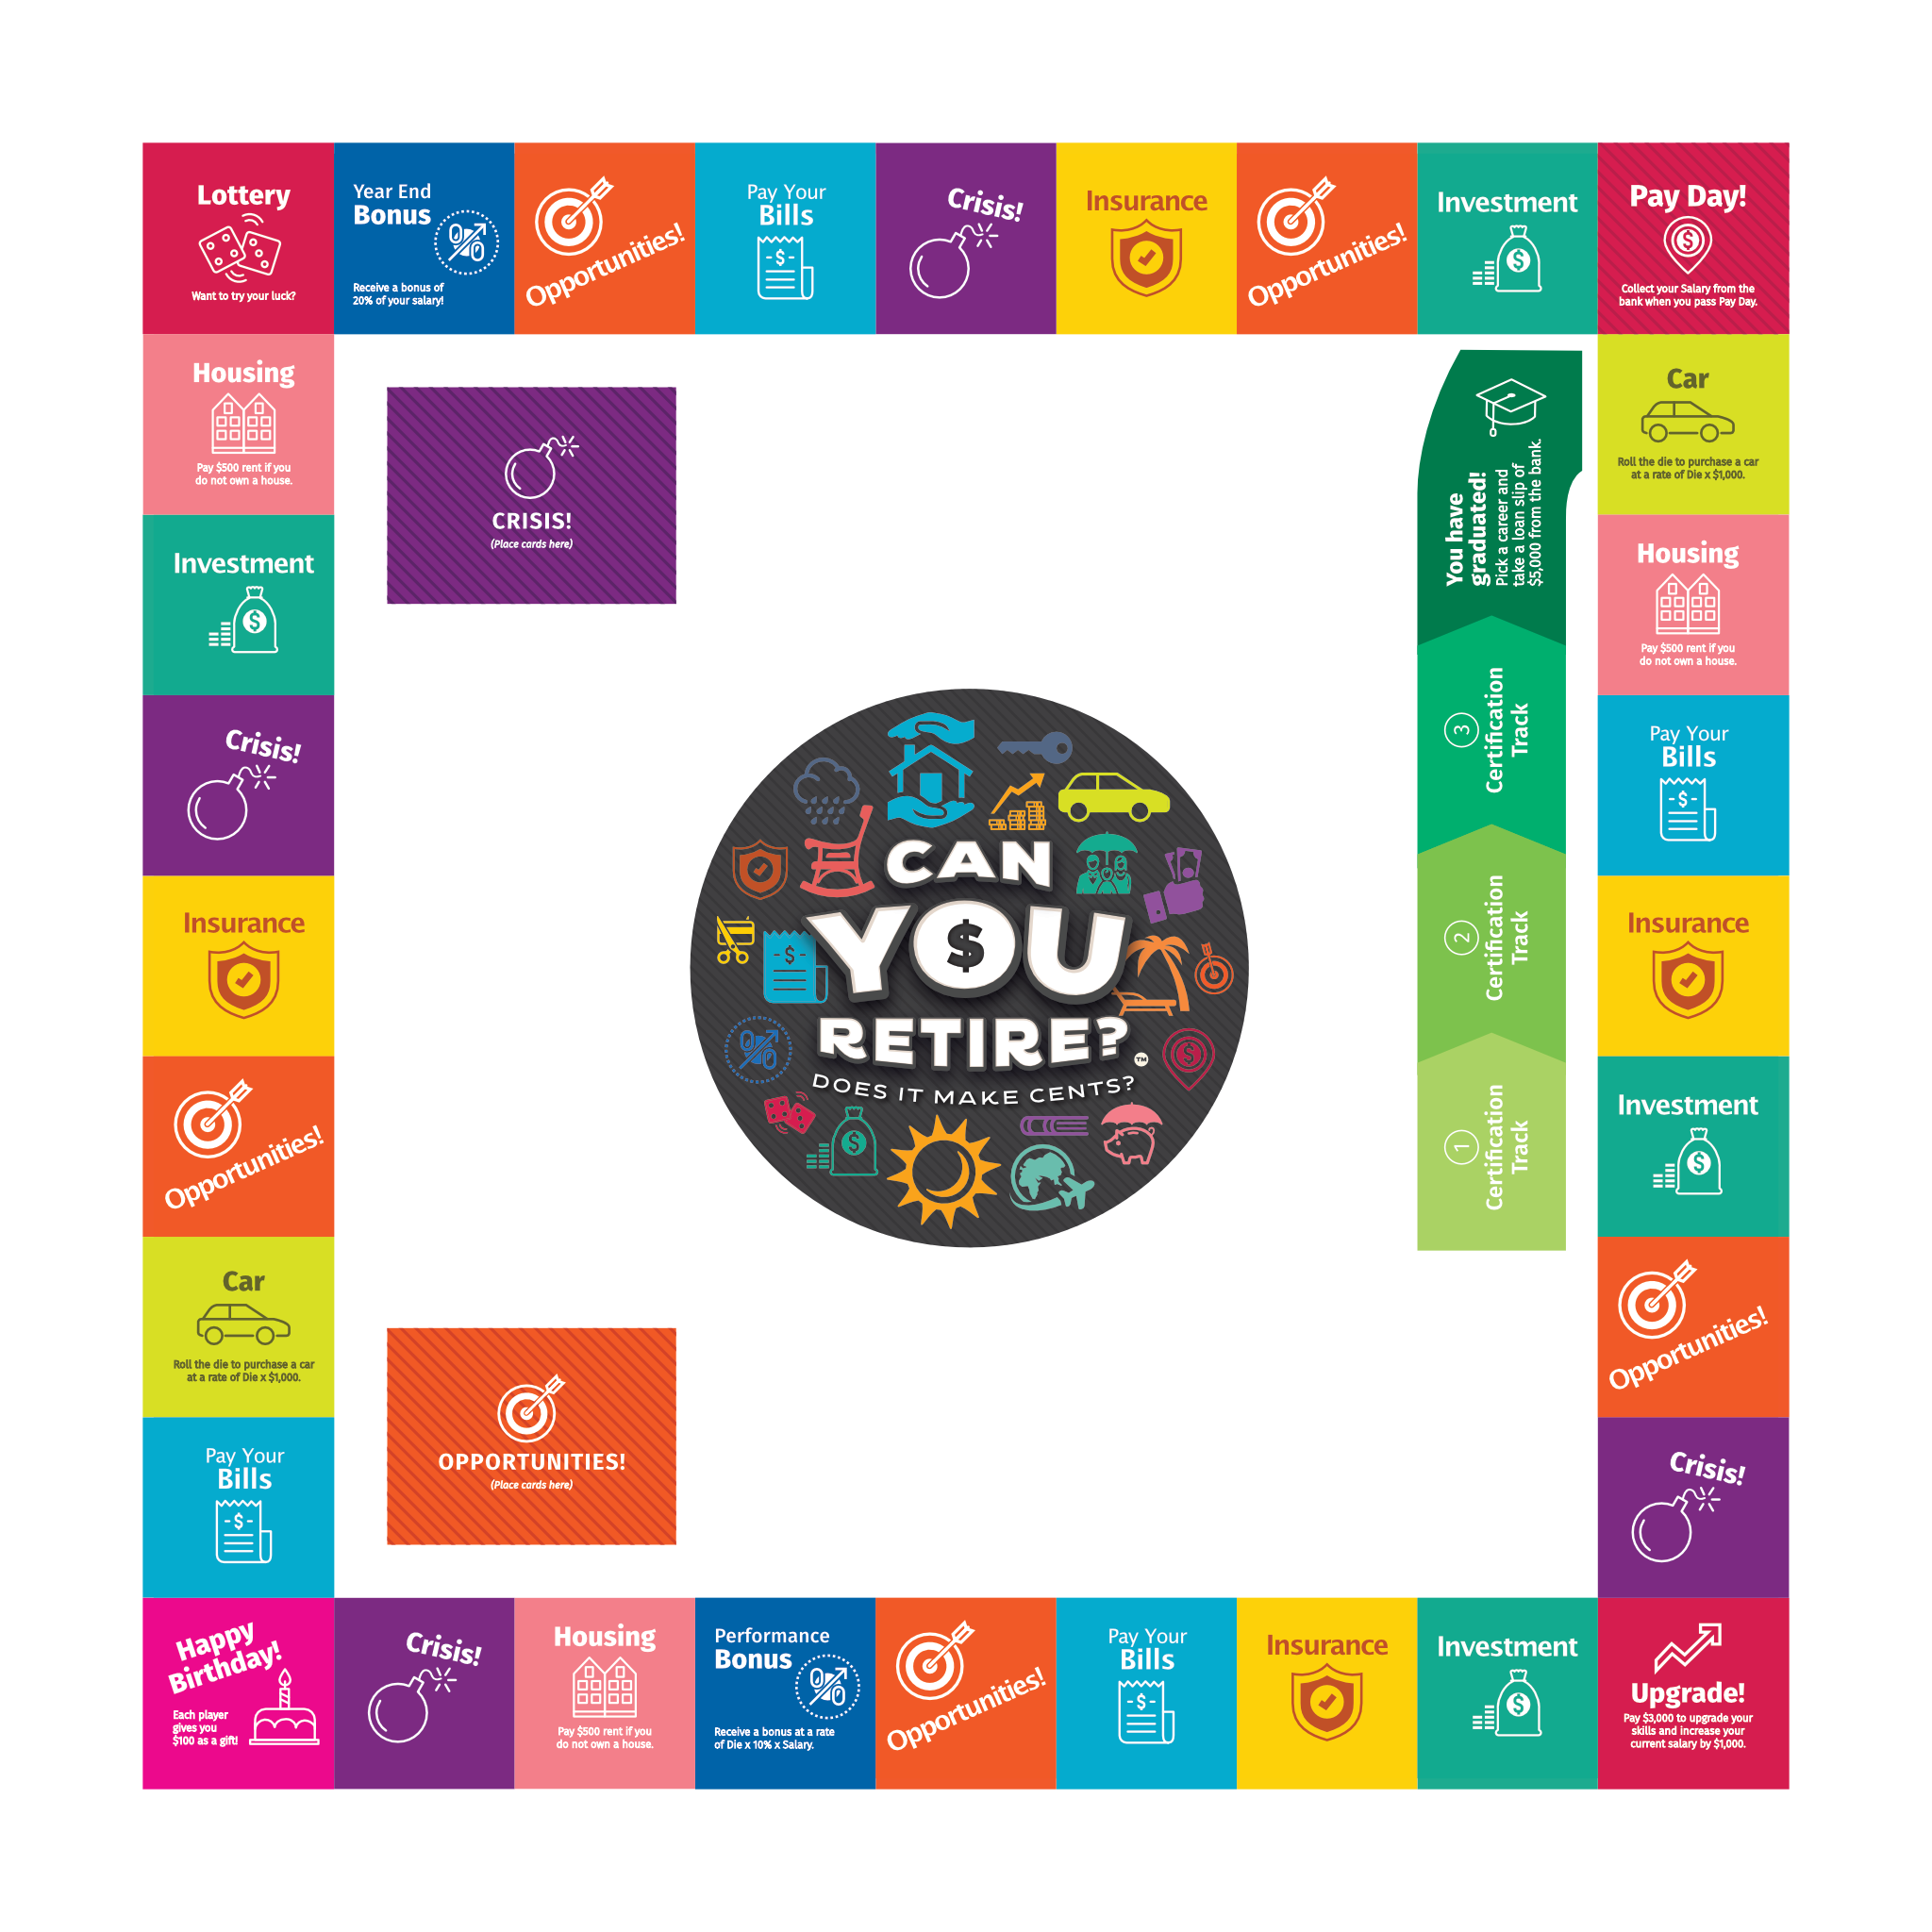 Lottery
Want to try your luck?
Year End
Bonus
Receive a bonus of
20% of your salary!
Opportunities!
Pay Your
Bills
-$-
Crisis!
Insurance
Opportunities!
Investment
$
Pay Day!
$
Collect your Salary from the
bank when you pass Pay Day.
Car
Roll the die to purchase a car
at a rate of Die x $1,000.
Housing
Pay $500 rent if you
do not own a house.
Pay Your
Bills
-$-
Insurance
Investment
$
Opportunities!
Crisis!
Upgrade!
Pay $3,000 to upgrade your
skills and increase your
current salary by $1,000.
Investment
$
Insurance
Pay Your
Bills
-$-
Opportunities!
Performance
Bonus
Receive a bonus at a rate
of Die x 10% x Salary.
Housing
Pay $500 rent if you
do not own a house.
Crisis!
Happy
Birthday!
Each player
gives you
$100 as a gift!
Pay Your
Bills
-$-
Car
Roll the die to purchase a car
at a rate of Die x $1,000.
Opportunities!
Insurance
Crisis!
Investment
$
Housing
Pay $500 rent if you
do not own a house.
CRISIS!
(Place cards here)
OPPORTUNITIES!
(Place cards here)
CAN
YOU
$
RETIRE?
TM
DOES IT MAKE CENTS?
-$-
$
$
1
Certification
Track
2
Certification
Track
3
Certification
Track
You have
graduated!
Pick a career and
take a loan slip of
$5,000 from the bank.